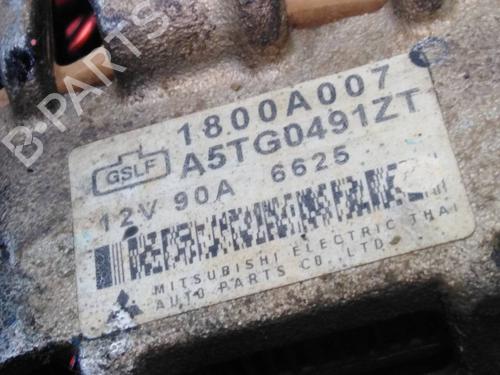 B-PARTS
1800A007
GSLF
A5TG0491ZT
12V 90A 6625
MITSUBISHI ELECTRIC THAI
AUTO PARTS CO.,LTD.